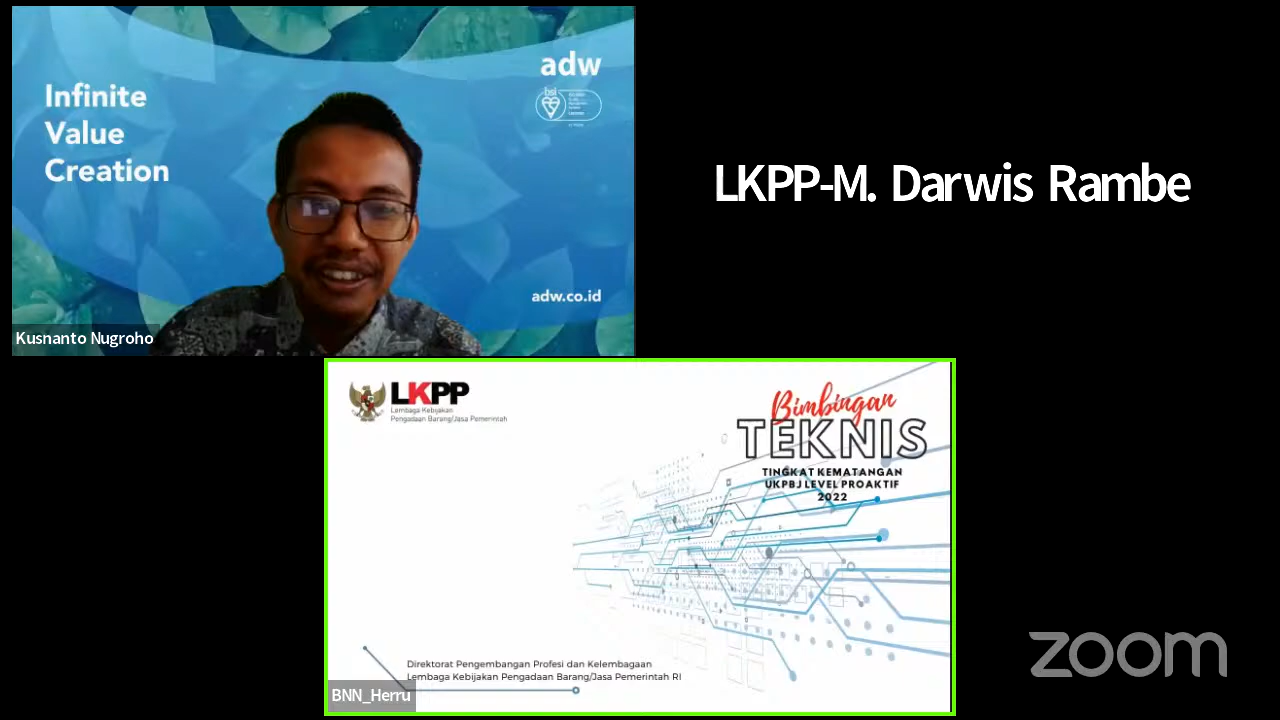 Infinite
Value
Creation
adw
bsi
adw.co.id
Kusnanto Nugroho
LKPP-M. Darwis Rambe
LKPP
Lembaga Kebijakan
Pengadaan Barang/Jasa Pemerintah
Bimbingan
TEKNIS
TINGKAT KEMATANGAN
UKPBJ LEVEL PROAKTIF
2022
Direktorat Pengembangan Profesi dan Kelembagaan
Lembaga Kebijakan Pengadaan Barang/Jasa Pemerintah RI
BNN_Herru
zoom